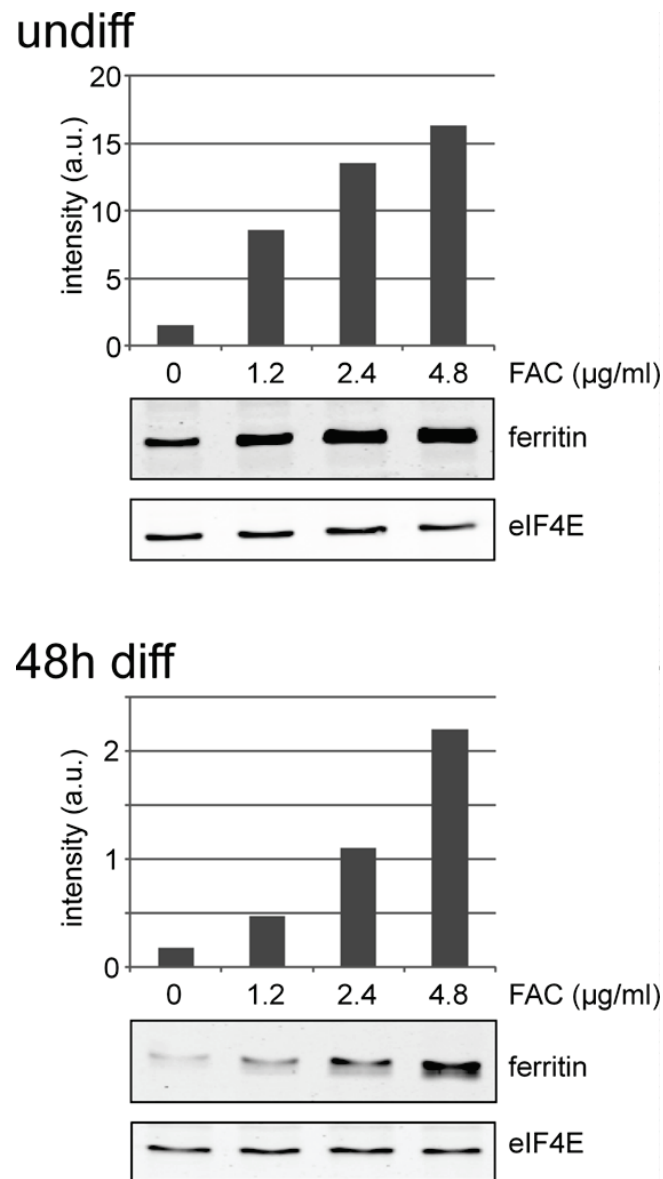 undiff
20
15
10
5
0
intensity (a.u.)
0 1.2 2.4 4.8 FAC (µg/ml)
ferritin
eIF4E
48h diff
2
1
0
intensity (a.u.)
0 1.2 2.4 4.8 FAC (µg/ml)
ferritin
eIF4E